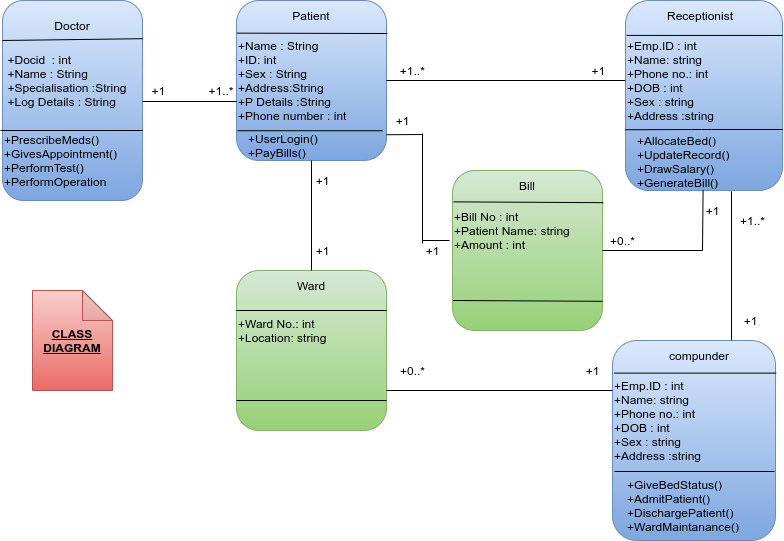 Doctor
+Docid  : int
+Name : String
+Specialisation :String
+Log Details : String
+PrescribeMeds()
+GivesAppointment()
+PerformTest()
+PerformOperation
+1
+1..*
Patient
+Name : String
+ID: int
+Sex : String
+Address:String
+P Details :String
+Phone number : int
+UserLogin()
+PayBills()
+1..*
+1
Receptionist
+Emp.ID : int
+Name: string
+Phone no.: int
+DOB : int
+Sex : string
+Address :string
+AllocateBed()
+UpdateRecord()
+DrawSalary()
+GenerateBill()
+1
+1
Bill
+Bill No : int
+Patient Name: string
+Amount : int
+0..*
+1
+1..*
+1
+1
+1
Ward
+Ward No.: int
+Location: string
+0..*
+1
compunder
+Emp.ID : int
+Name: string
+Phone no.: int
+DOB : int
+Sex : string
+Address :string
+GiveBedStatus()
+AdmitPatient()
+DischargePatient()
+WardMaintanance()
CLASS
DIAGRAM